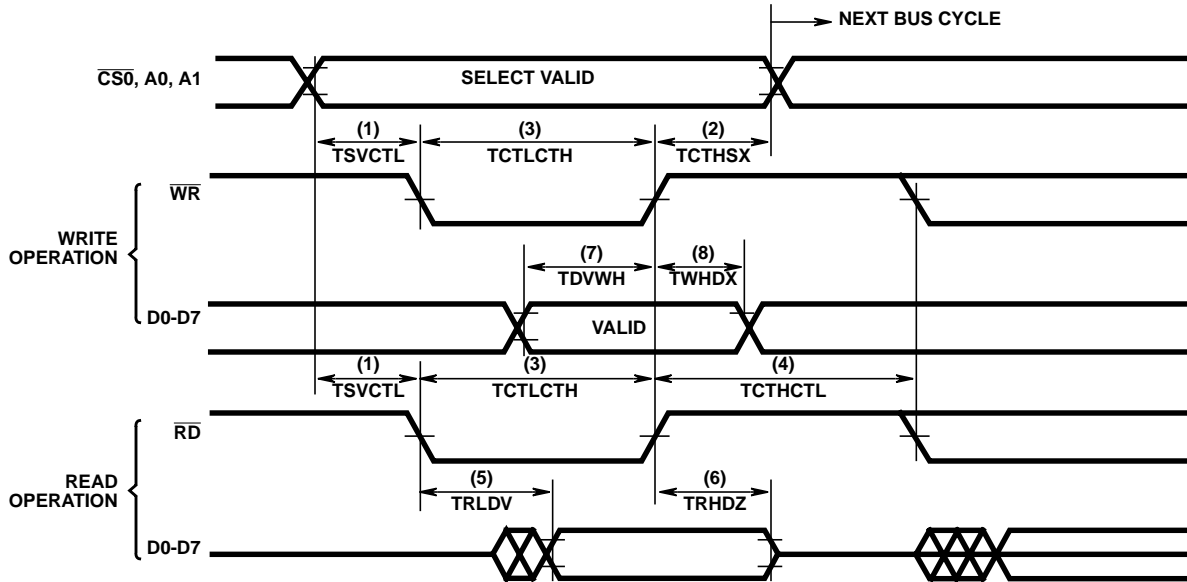 NEXT BUS CYCLE
CS0, A0, A1
SELECT VALID
(1) (3) (2)
TSVCTL TCTLCTH TCTHSX
WR
WRITE
OPERATION
(7) (8)
TDVWH TWHDX
D0-D7
VALID
(1) (3) (4)
TSVCTL TCTLCTH TCTHCTL
RD
READ
OPERATION
(5) (6)
TRLDV TRHDZ
D0-D7